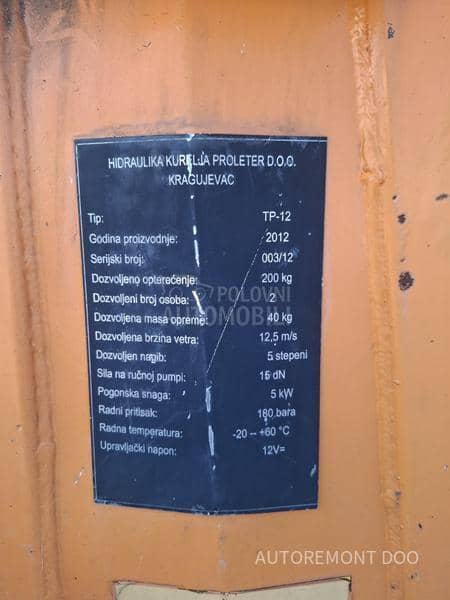 HIDRAULIKA KURELJA PROLETER D.O.O.
KRAGUJEVAC
Tip: TP-12
Godina proizvodnje: 2012
Serijski broj: 003/12
Dozvoljeno opterećenje: 200 kg
Dozvoljeni broj osoba: 2
Dozvoljena masa opreme: 40 kg
Dozvoljena brzina vetra: 12,5 m/s
Dozvoljen nagib: 5 stepeni
Sila na ručnoj pumpi: 15 dN
Pogonska snaga: 5 kW
Radni pritisak: 180 bara
Radna temperatura: -20 -- +60 °C
Upravljački napon: 12V=
POLOVNI
AUTOMOBILI
AUTOREMONT DOO